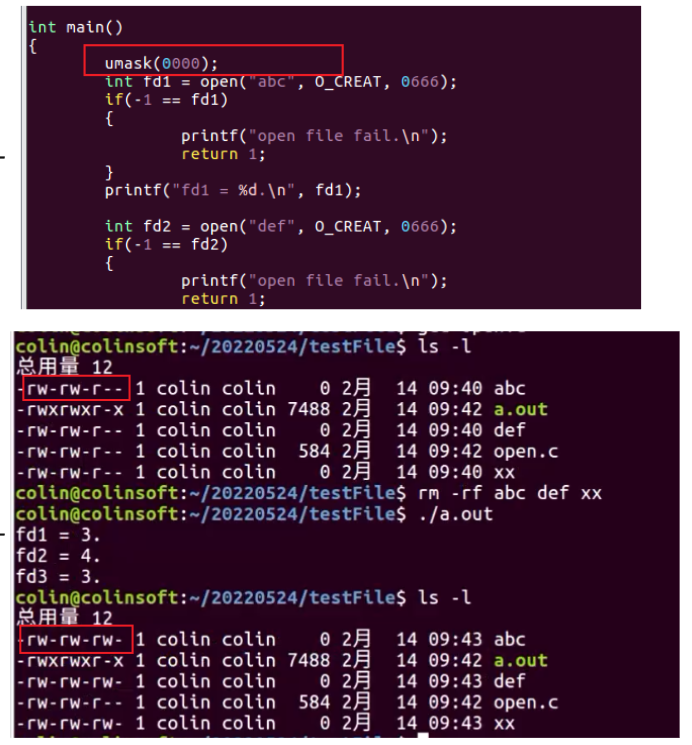 int main()
{
umask(0000);
int fd1 = open("abc", O_CREAT, 0666);
if(-1 == fd1)
{
printf("open file fail.\n");
return 1;
}
printf("fd1 = %d.\n", fd1);
int fd2 = open("def", O_CREAT, 0666);
if(-1 == fd2)
{
printf("open file fail.\n");
return 1;
colin@colinsoft:~/20220524/testFile$ ls -l
总用量 12
-rw-rw-r-- 1 colin colin 0 2月 14 09:40 abc
-rwxrwxr-x 1 colin colin 7488 2月 14 09:42 a.out
-rw-rw-r-- 1 colin colin 0 2月 14 09:40 def
-rw-rw-r-- 1 colin colin 584 2月 14 09:42 open.c
-rw-rw-r-- 1 colin colin 0 2月 14 09:40 xx
colin@colinsoft:~/20220524/testFile$ rm -rf abc def xx
colin@colinsoft:~/20220524/testFile$ ./a.out
fd1 = 3.
fd2 = 4.
fd3 = 3.
colin@colinsoft:~/20220524/testFile$ ls -l
总用量 12
-rw-rw-rw- 1 colin colin 0 2月 14 09:43 abc
-rwxrwxr-x 1 colin colin 7488 2月 14 09:42 a.out
-rw-rw-rw- 1 colin colin 0 2月 14 09:43 def
-rw-rw-r-- 1 colin colin 584 2月 14 09:42 open.c
-rw-rw-rw- 1 colin colin 0 2月 14 09:43 xx